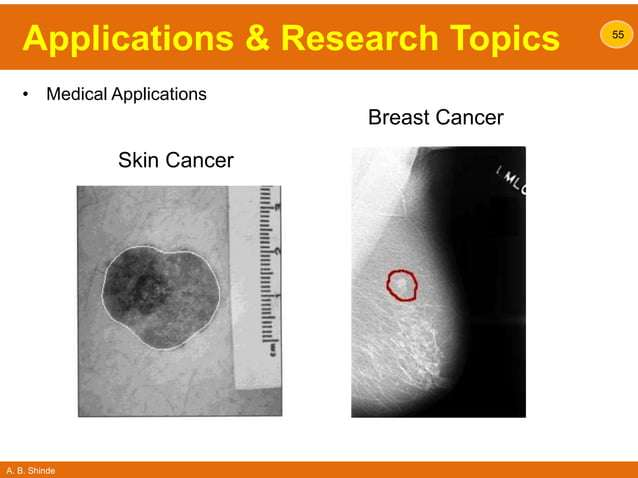 Applications & Research Topics
55
• Medical Applications
Breast Cancer
Skin Cancer
A. B. Shinde